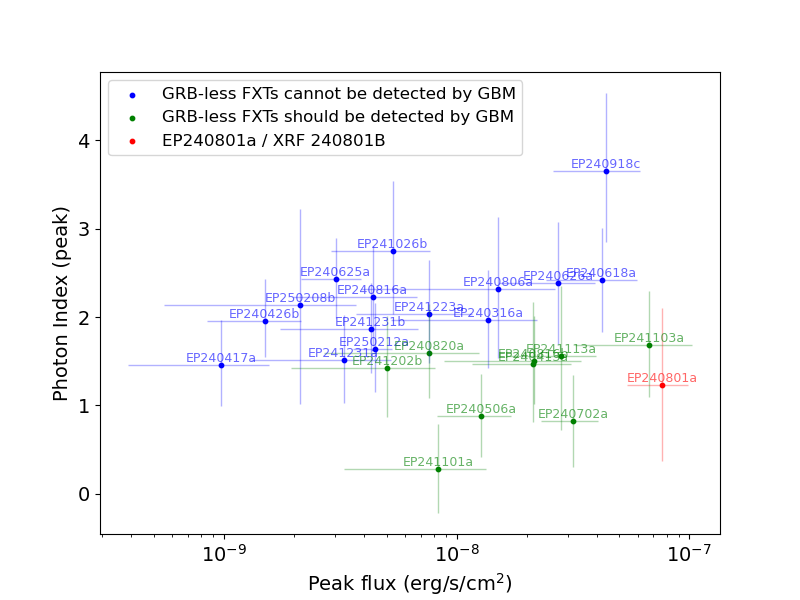 GRB-less FXTs cannot be detected by GBM
GRB-less FXTs should be detected by GBM
EP240801a / XRF 240801B
EP240918c
EP241026b
EP240625a
EP240626a
EP240618a
EP240806a
EP240816a
EP250208b
EP241223a
EP240426b
EP240316a
EP241231b
EP250212a
EP240820a
EP241103a
EP241113a
EP241231a
EP240417a
EP241202b
EP240801a
EP240506a
EP240702a
EP241101a
4
3
2
1
0
Photon Index (peak)
10⁻⁹
10⁻⁸
10⁻⁷
Peak flux (erg/s/cm²)